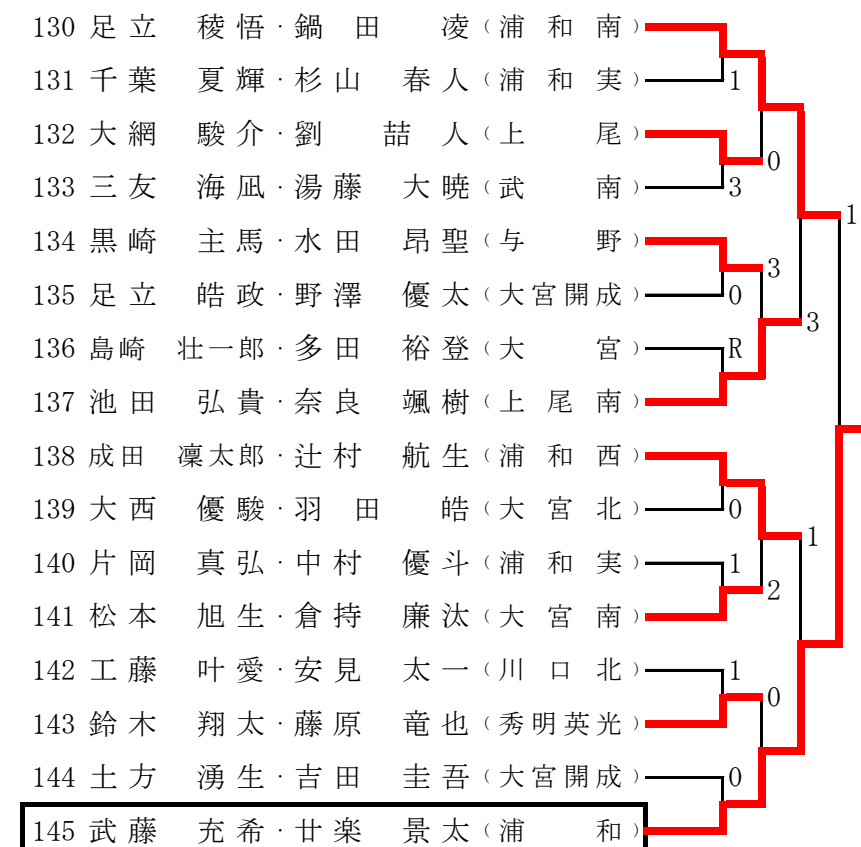 130 足立 稜悟・鍋田 凌(浦和南)
131 千葉 夏輝・杉山 春人(浦和実) 1
132 大網 駿介・劉 喆人(上尾) 0
133 三友 海凪・湯藤 大暁(武南) 3
1
134 黒崎 主馬・水田 昂聖(与野) 3
135 足立 皓政・野澤 優太(大宮開成) 0
3
136 島崎 壮一郎・多田 裕登(大宮) R
137 池田 弘貴・奈良 颯樹(上尾南)
138 成田 凜太郎・辻村 航生(浦和西)
139 大西 優駿・羽田 皓(大宮北) 0
1
140 片岡 真弘・中村 優斗(浦和実) 1
2
141 松本 旭生・倉持 廉汰(大宮南)
142 工藤 叶愛・安見 太一(川口北) 1
0
143 鈴木 翔太・藤原 竜也(秀明英光)
144 土方 湧生・吉田 圭吾(大宮開成) 0
145 武藤 充希・廿楽 景太(浦和)